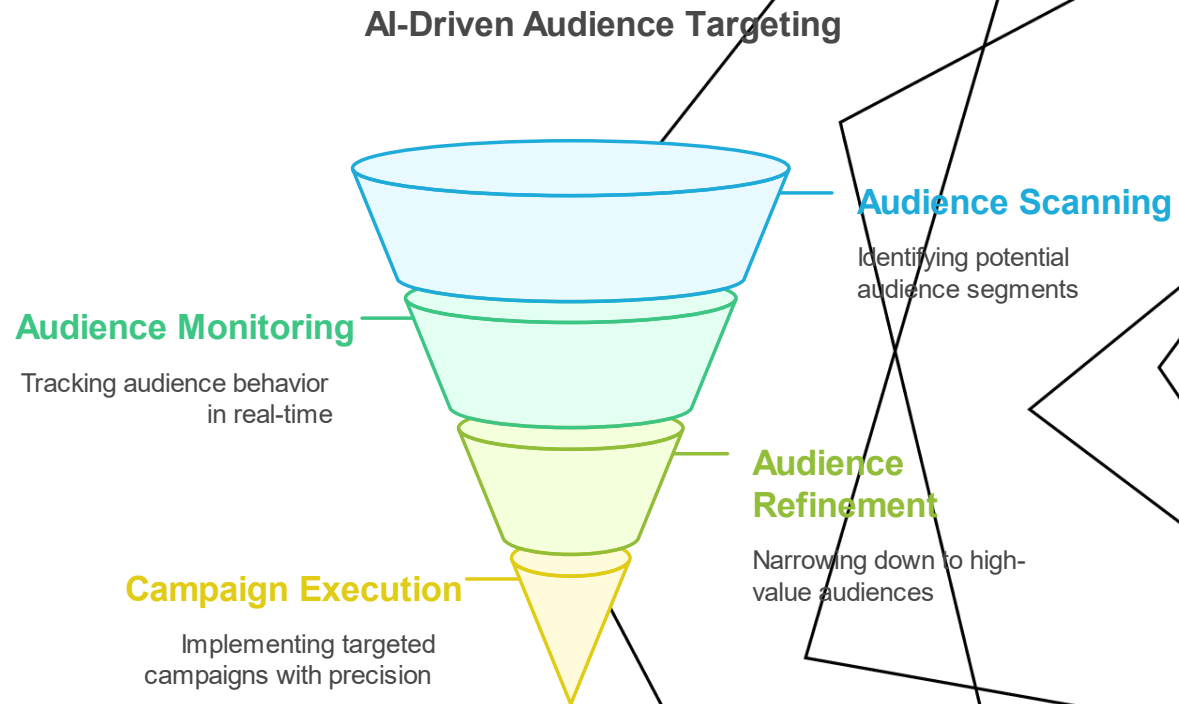 AI-Driven Audience Targeting
Audience Scanning
Identifying potential
audience segments
Audience Monitoring
Tracking audience behavior
in real-time
Audience
Refinement
Narrowing down to high-
value audiences
Campaign Execution
Implementing targeted
campaigns with precision